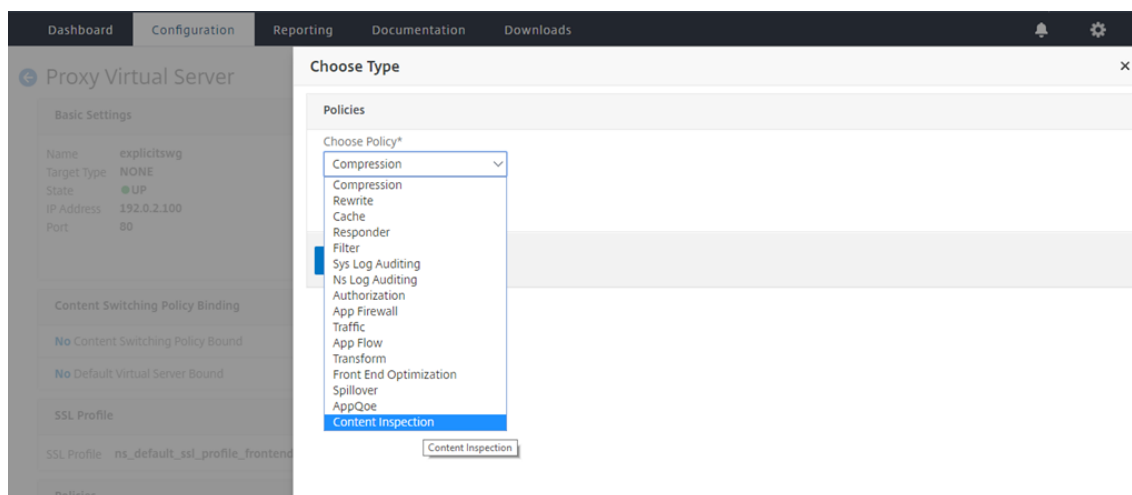 Dashboard Configuration Reporting Documentation Downloads
Proxy Virtual Server
Basic Settings
Name explicitswg
Target Type NONE
State UP
IP Address 192.0.2.100
Port 80
Content Switching Policy Binding
No Content Switching Policy Bound
No Default Virtual Server Bound
SSL Profile
SSL Profile ns_default_ssl_profile_frontend
Policies
Choose Type
Policies
Choose Policy*
Compression
Compression
Rewrite
Cache
Responder
Filter
Sys Log Auditing
Ns Log Auditing
Authorization
App Firewall
Traffic
App Flow
Transform
Front End Optimization
Spillover
AppQoe
Content Inspection
Content Inspection